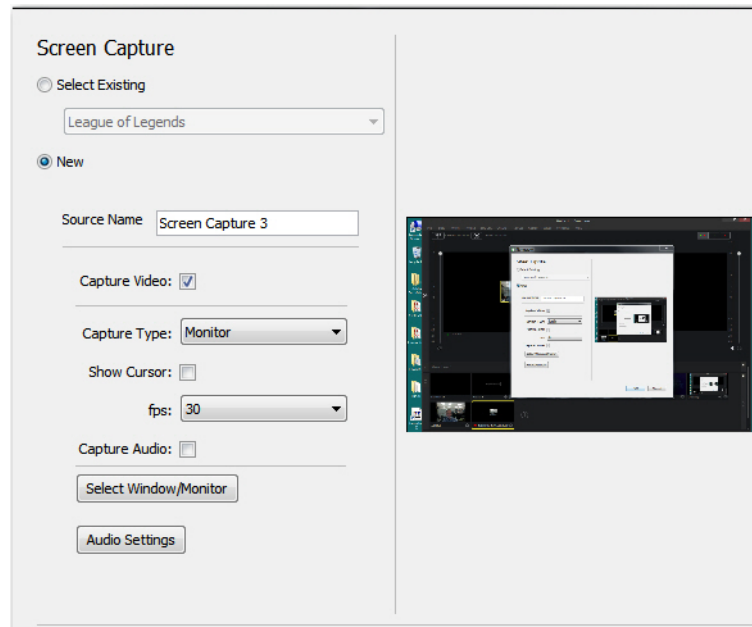 Screen Capture
Select Existing
League of Legends
New
Source Name Screen Capture 3
Capture Video:
Capture Type: Monitor
Show Cursor:
fps: 30
Capture Audio:
Select Window/Monitor
Audio Settings